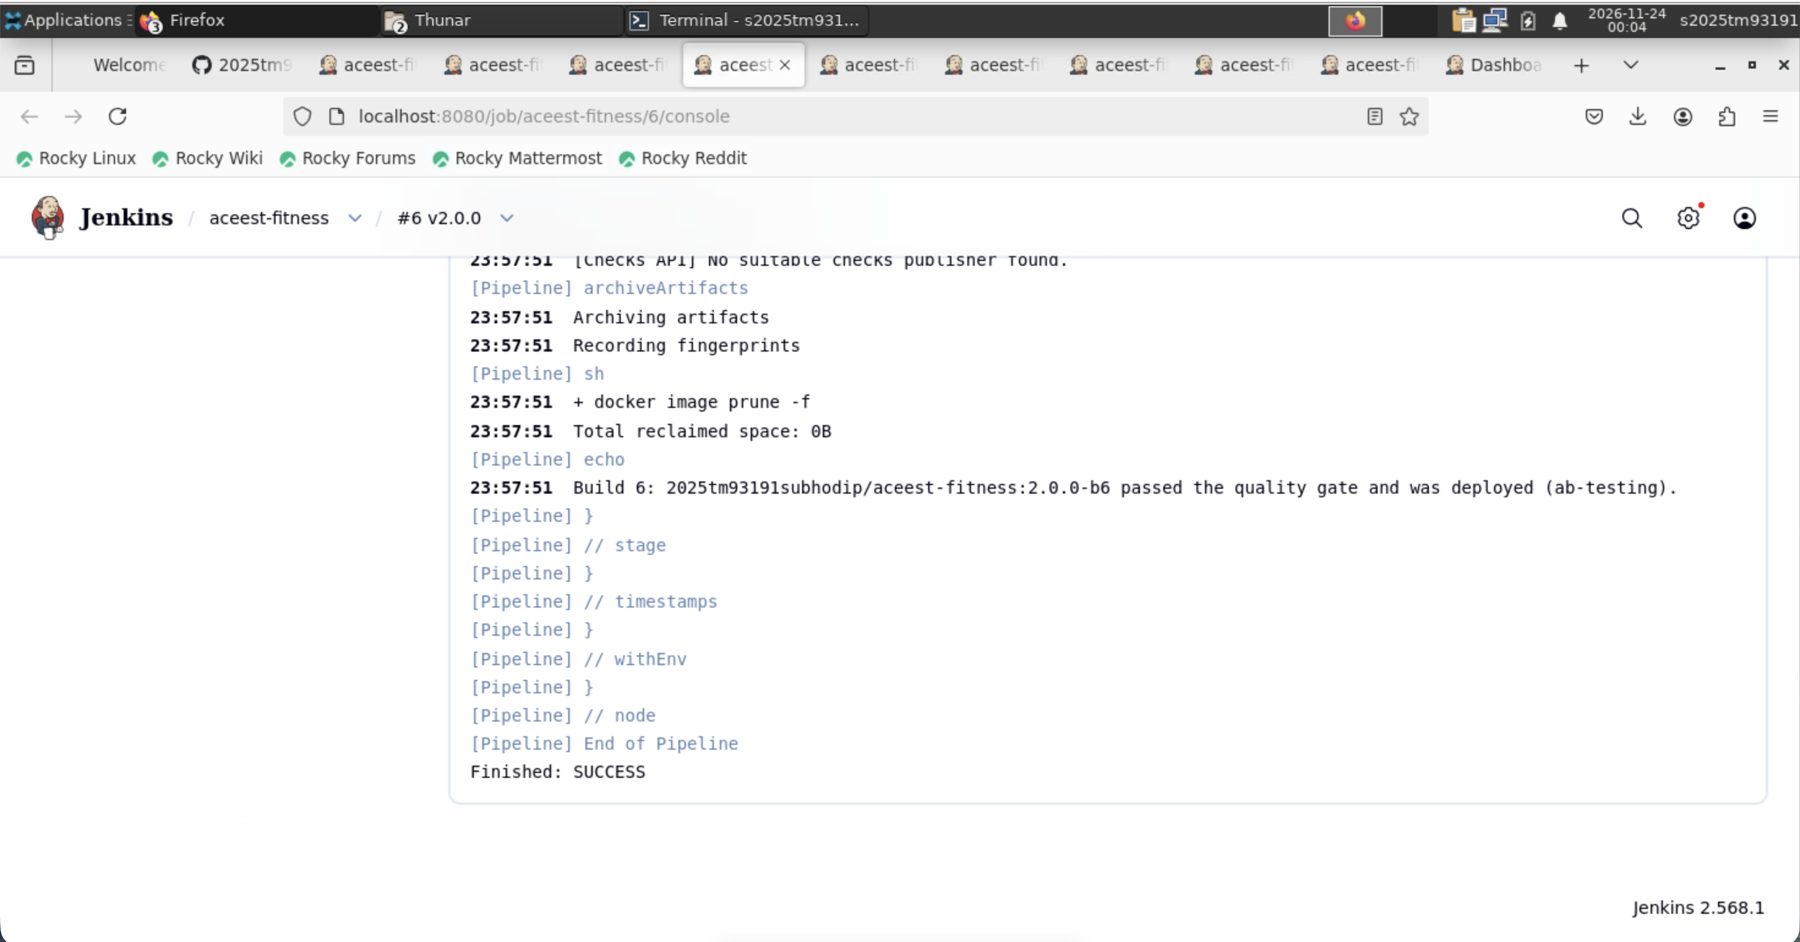 Applications Firefox Thunar Terminal - s2025tm931... 2026-11-24 s2025tm93191
3 2 00:04
Welcome 2025tm9 aceest-fi aceest-fi aceest-fi aceest aceest-fi aceest-fi aceest-fi aceest-fi aceest-fi Dashboa
localhost:8080/job/aceest-fitness/6/console
Rocky Linux Rocky Wiki Rocky Forums Rocky Mattermost Rocky Reddit
Jenkins / aceest-fitness / #6 v2.0.0
23:57:51 [Checks API] No suitable checks publisher found.
[Pipeline] archiveArtifacts
23:57:51 Archiving artifacts
23:57:51 Recording fingerprints
[Pipeline] sh
23:57:51 + docker image prune -f
23:57:51 Total reclaimed space: 0B
[Pipeline] echo
23:57:51 Build 6: 2025tm93191subhodip/aceest-fitness:2.0.0-b6 passed the quality gate and was deployed (ab-testing).
[Pipeline] }
[Pipeline] // stage
[Pipeline] }
[Pipeline] // timestamps
[Pipeline] }
[Pipeline] // withEnv
[Pipeline] }
[Pipeline] // node
[Pipeline] End of Pipeline
Finished: SUCCESS
Jenkins 2.568.1